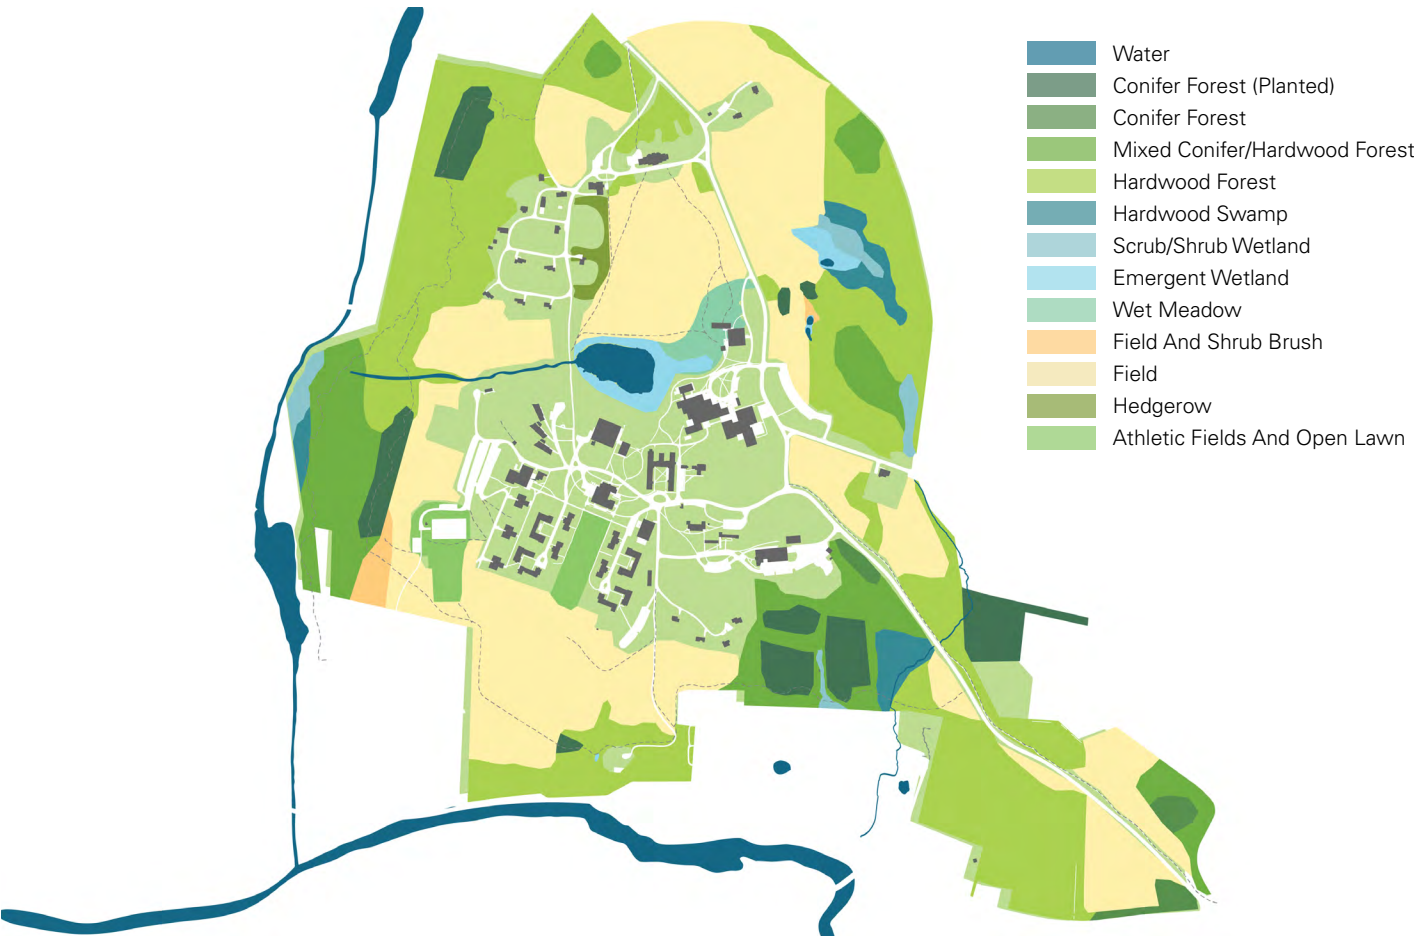 Water
Conifer Forest (Planted)
Conifer Forest
Mixed Conifer/Hardwood Forest
Hardwood Forest
Hardwood Swamp
Scrub/Shrub Wetland
Emergent Wetland
Wet Meadow
Field And Shrub Brush
Field
Hedgerow
Athletic Fields And Open Lawn